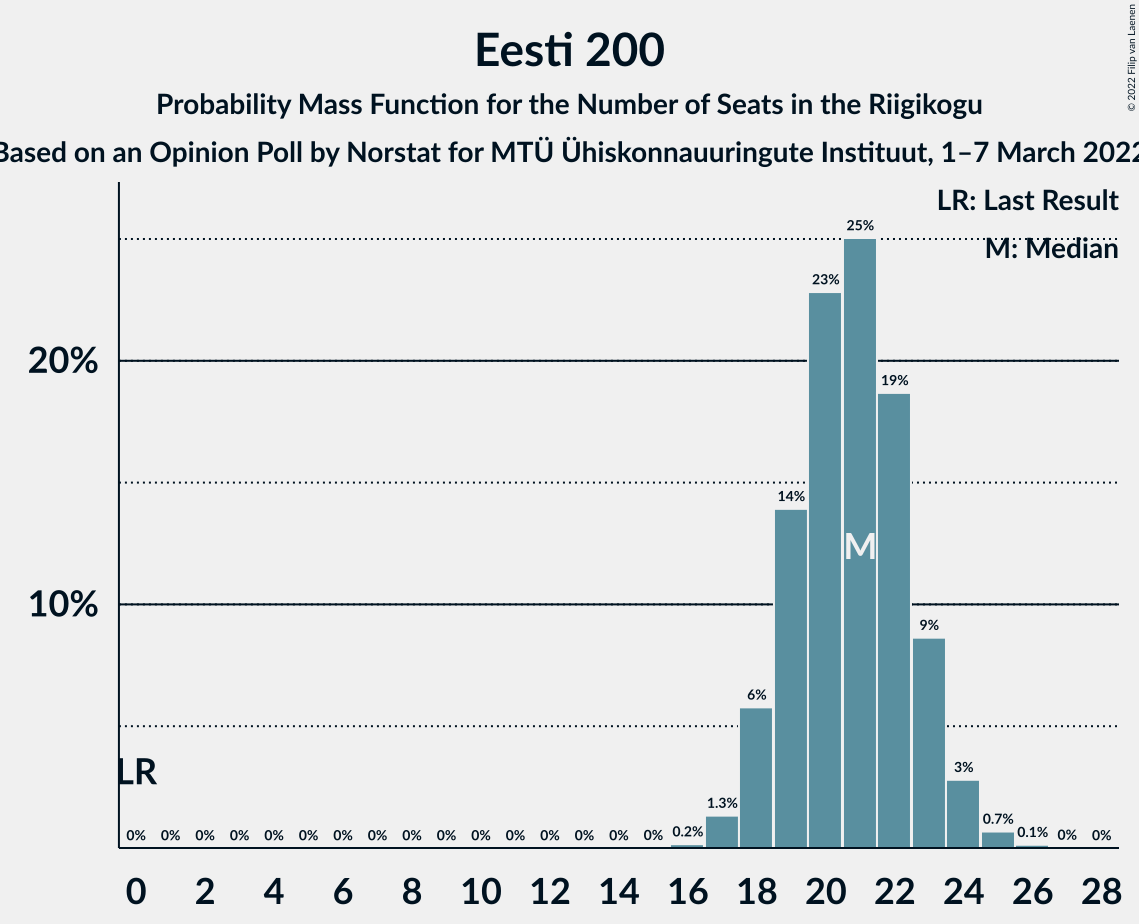 © 2022 Filip van Laenen
Eesti 200
Probability Mass Function for the Number of Seats in the Riigikogu
Based on an Opinion Poll by Norstat for MTÜ Ühiskonnauuringute Instituut, 1–7 March 2022
LR: Last Result
M: Median
25%
23%
20%
19%
14%
M
10%
9%
6%
LR
3%
1.3%
0.7%
0% 0% 0% 0% 0% 0% 0% 0% 0% 0% 0% 0% 0% 0% 0% 0% 0.2% 0.1% 0% 0%
0 2 4 6 8 10 12 14 16 18 20 22 24 26 28